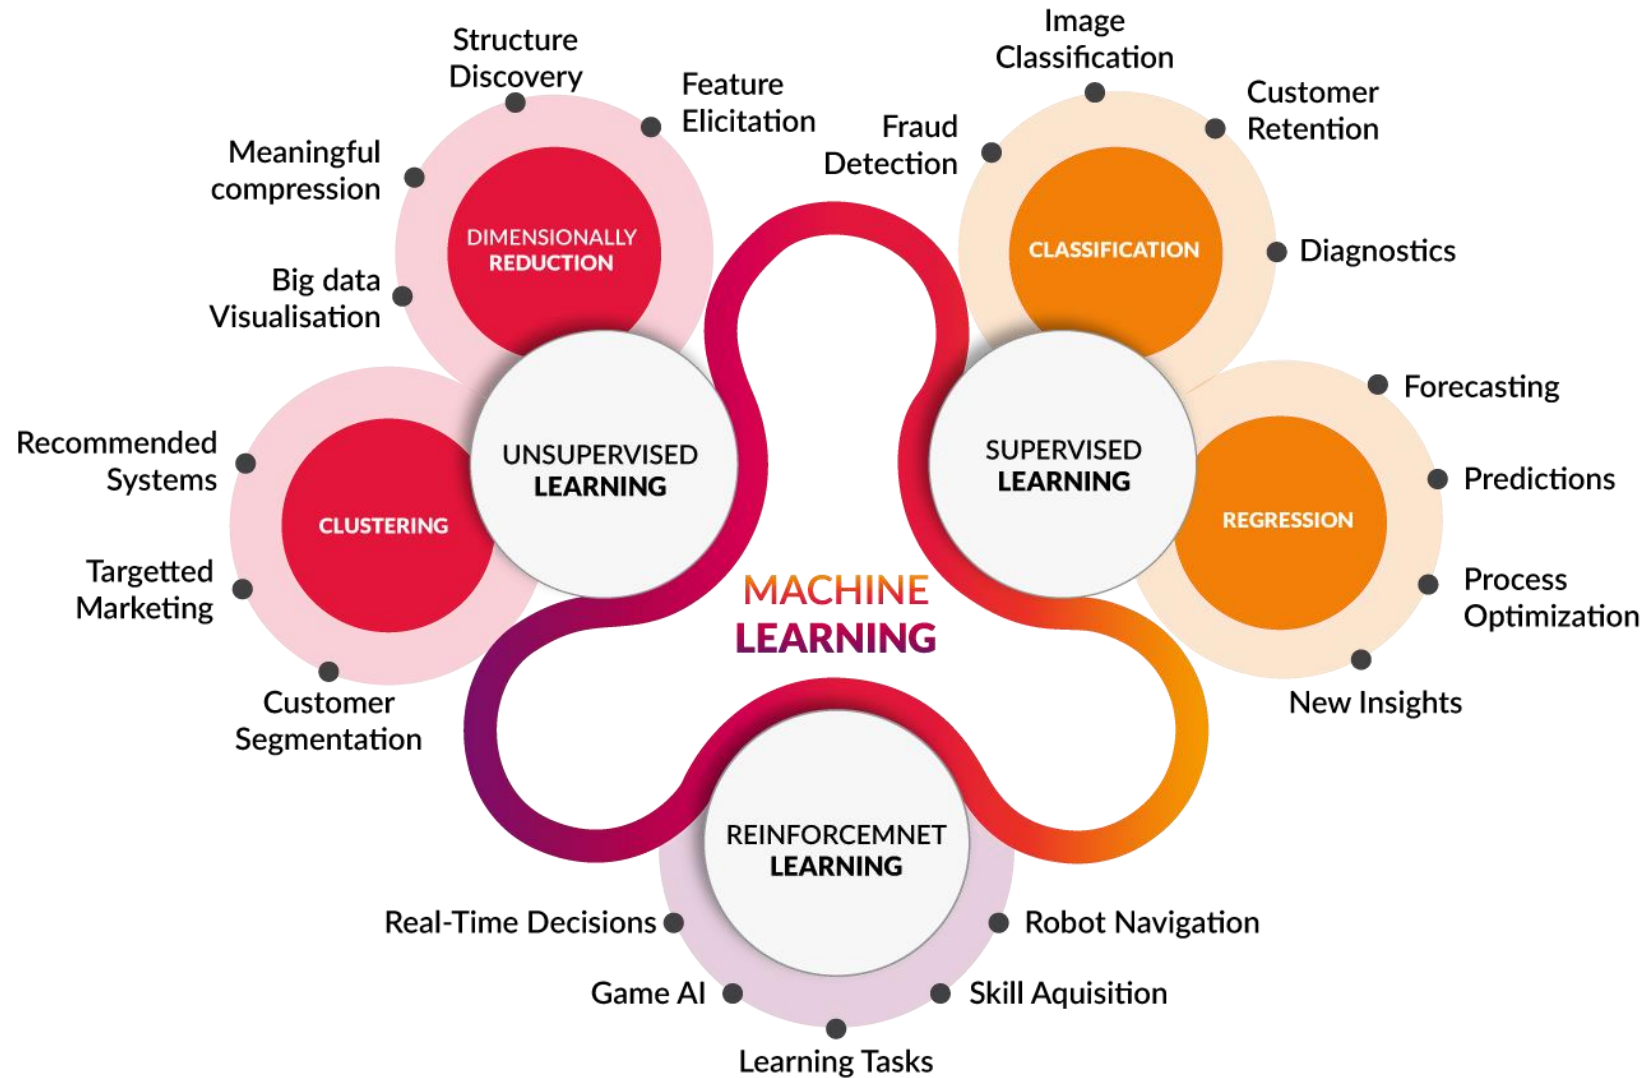 Structure
Discovery
Feature
Elicitation
Meaningful
compression
Big data
Visualisation
DIMENSIONALLY
REDUCTION
Recommended
Systems
Targetted
Marketing
Customer
Segmentation
CLUSTERING
UNSUPERVISED
LEARNING
Image
Classification
Fraud
Detection
Customer
Retention
Diagnostics
CLASSIFICATION
SUPERVISED
LEARNING
Forecasting
Predictions
Process
Optimization
New Insights
REGRESSION
MACHINE
LEARNING
REINFORCEMNET
LEARNING
Real-Time Decisions
Robot Navigation
Game AI
Skill Aquisition
Learning Tasks